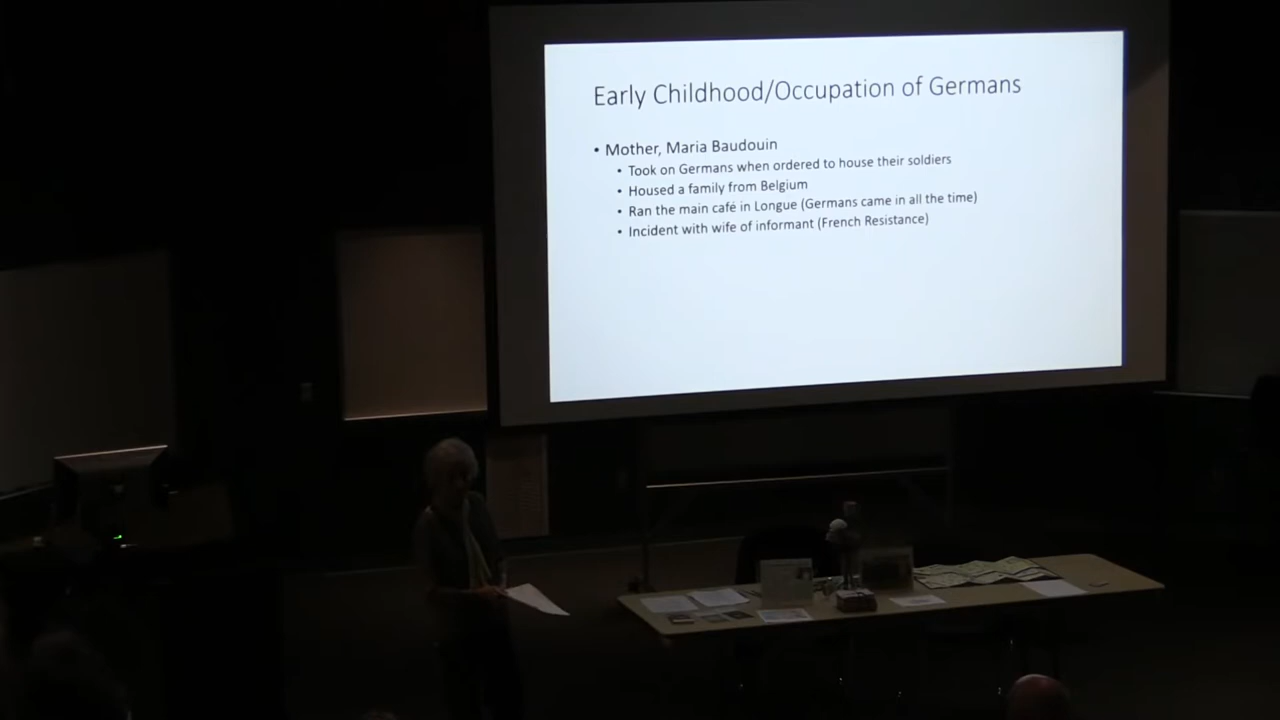 Early Childhood/Occupation of Germans
• Mother, Maria Baudouin
• Took on Germans when ordered to house their soldiers
• Housed a family from Belgium
• Ran the main café in Longue (Germans came in all the time)
• Incident with wife of informant (French Resistance)